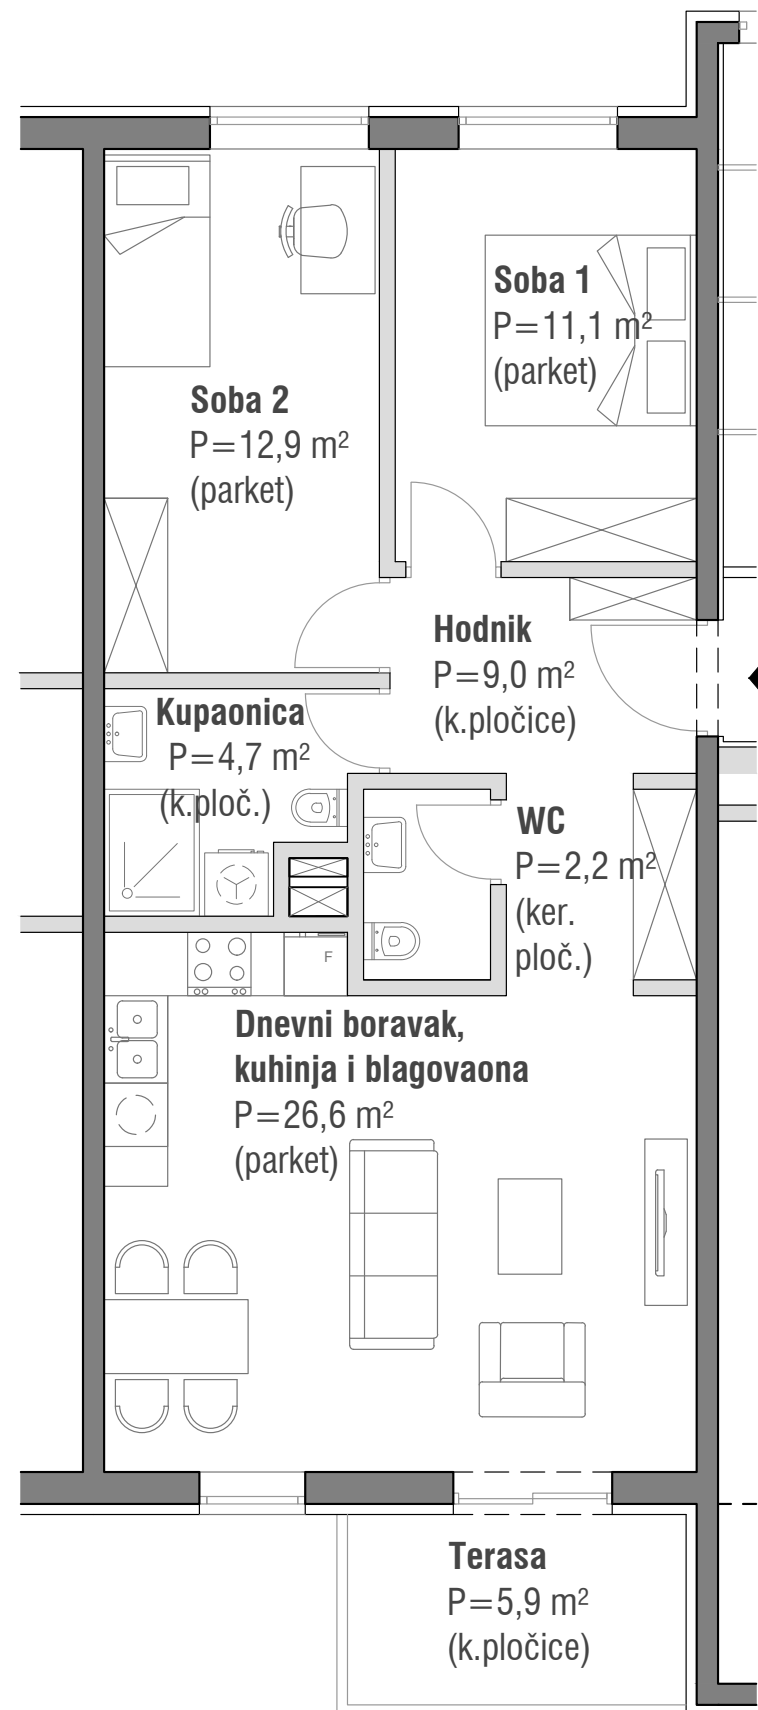 Soba 1
P=11,1 m²
(parket)
Soba 2
P=12,9 m²
(parket)
Hodnik
P=9,0 m²
(k.pločice)
Kupaonica
P=4,7 m²
(k.ploč.)
WC
P=2,2 m²
(ker.
ploč.)
F
Dnevni boravak,
kuhinja i blagovaona
P=26,6 m²
(parket)
Terasa
P=5,9 m²
(k.pločice)